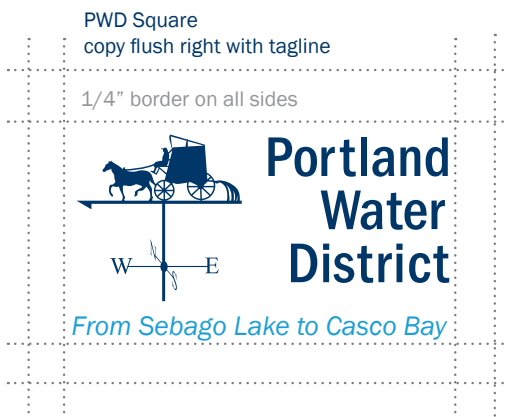 PWD Square
copy flush right with tagline
1/4” border on all sides
Portland
Water
District
N
W E
S
From Sebago Lake to Casco Bay